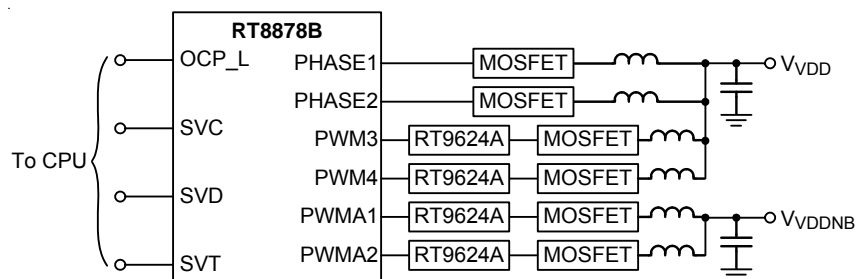 RT8878B
OCP_L
PHASE1
MOSFET
VVDD
PHASE2
MOSFET
SVC
PWM3
RT9624A
MOSFET
To CPU
PWM4
RT9624A
MOSFET
SVD
PWMA1
RT9624A
MOSFET
VVDDNB
SVT
PWMA2
RT9624A
MOSFET